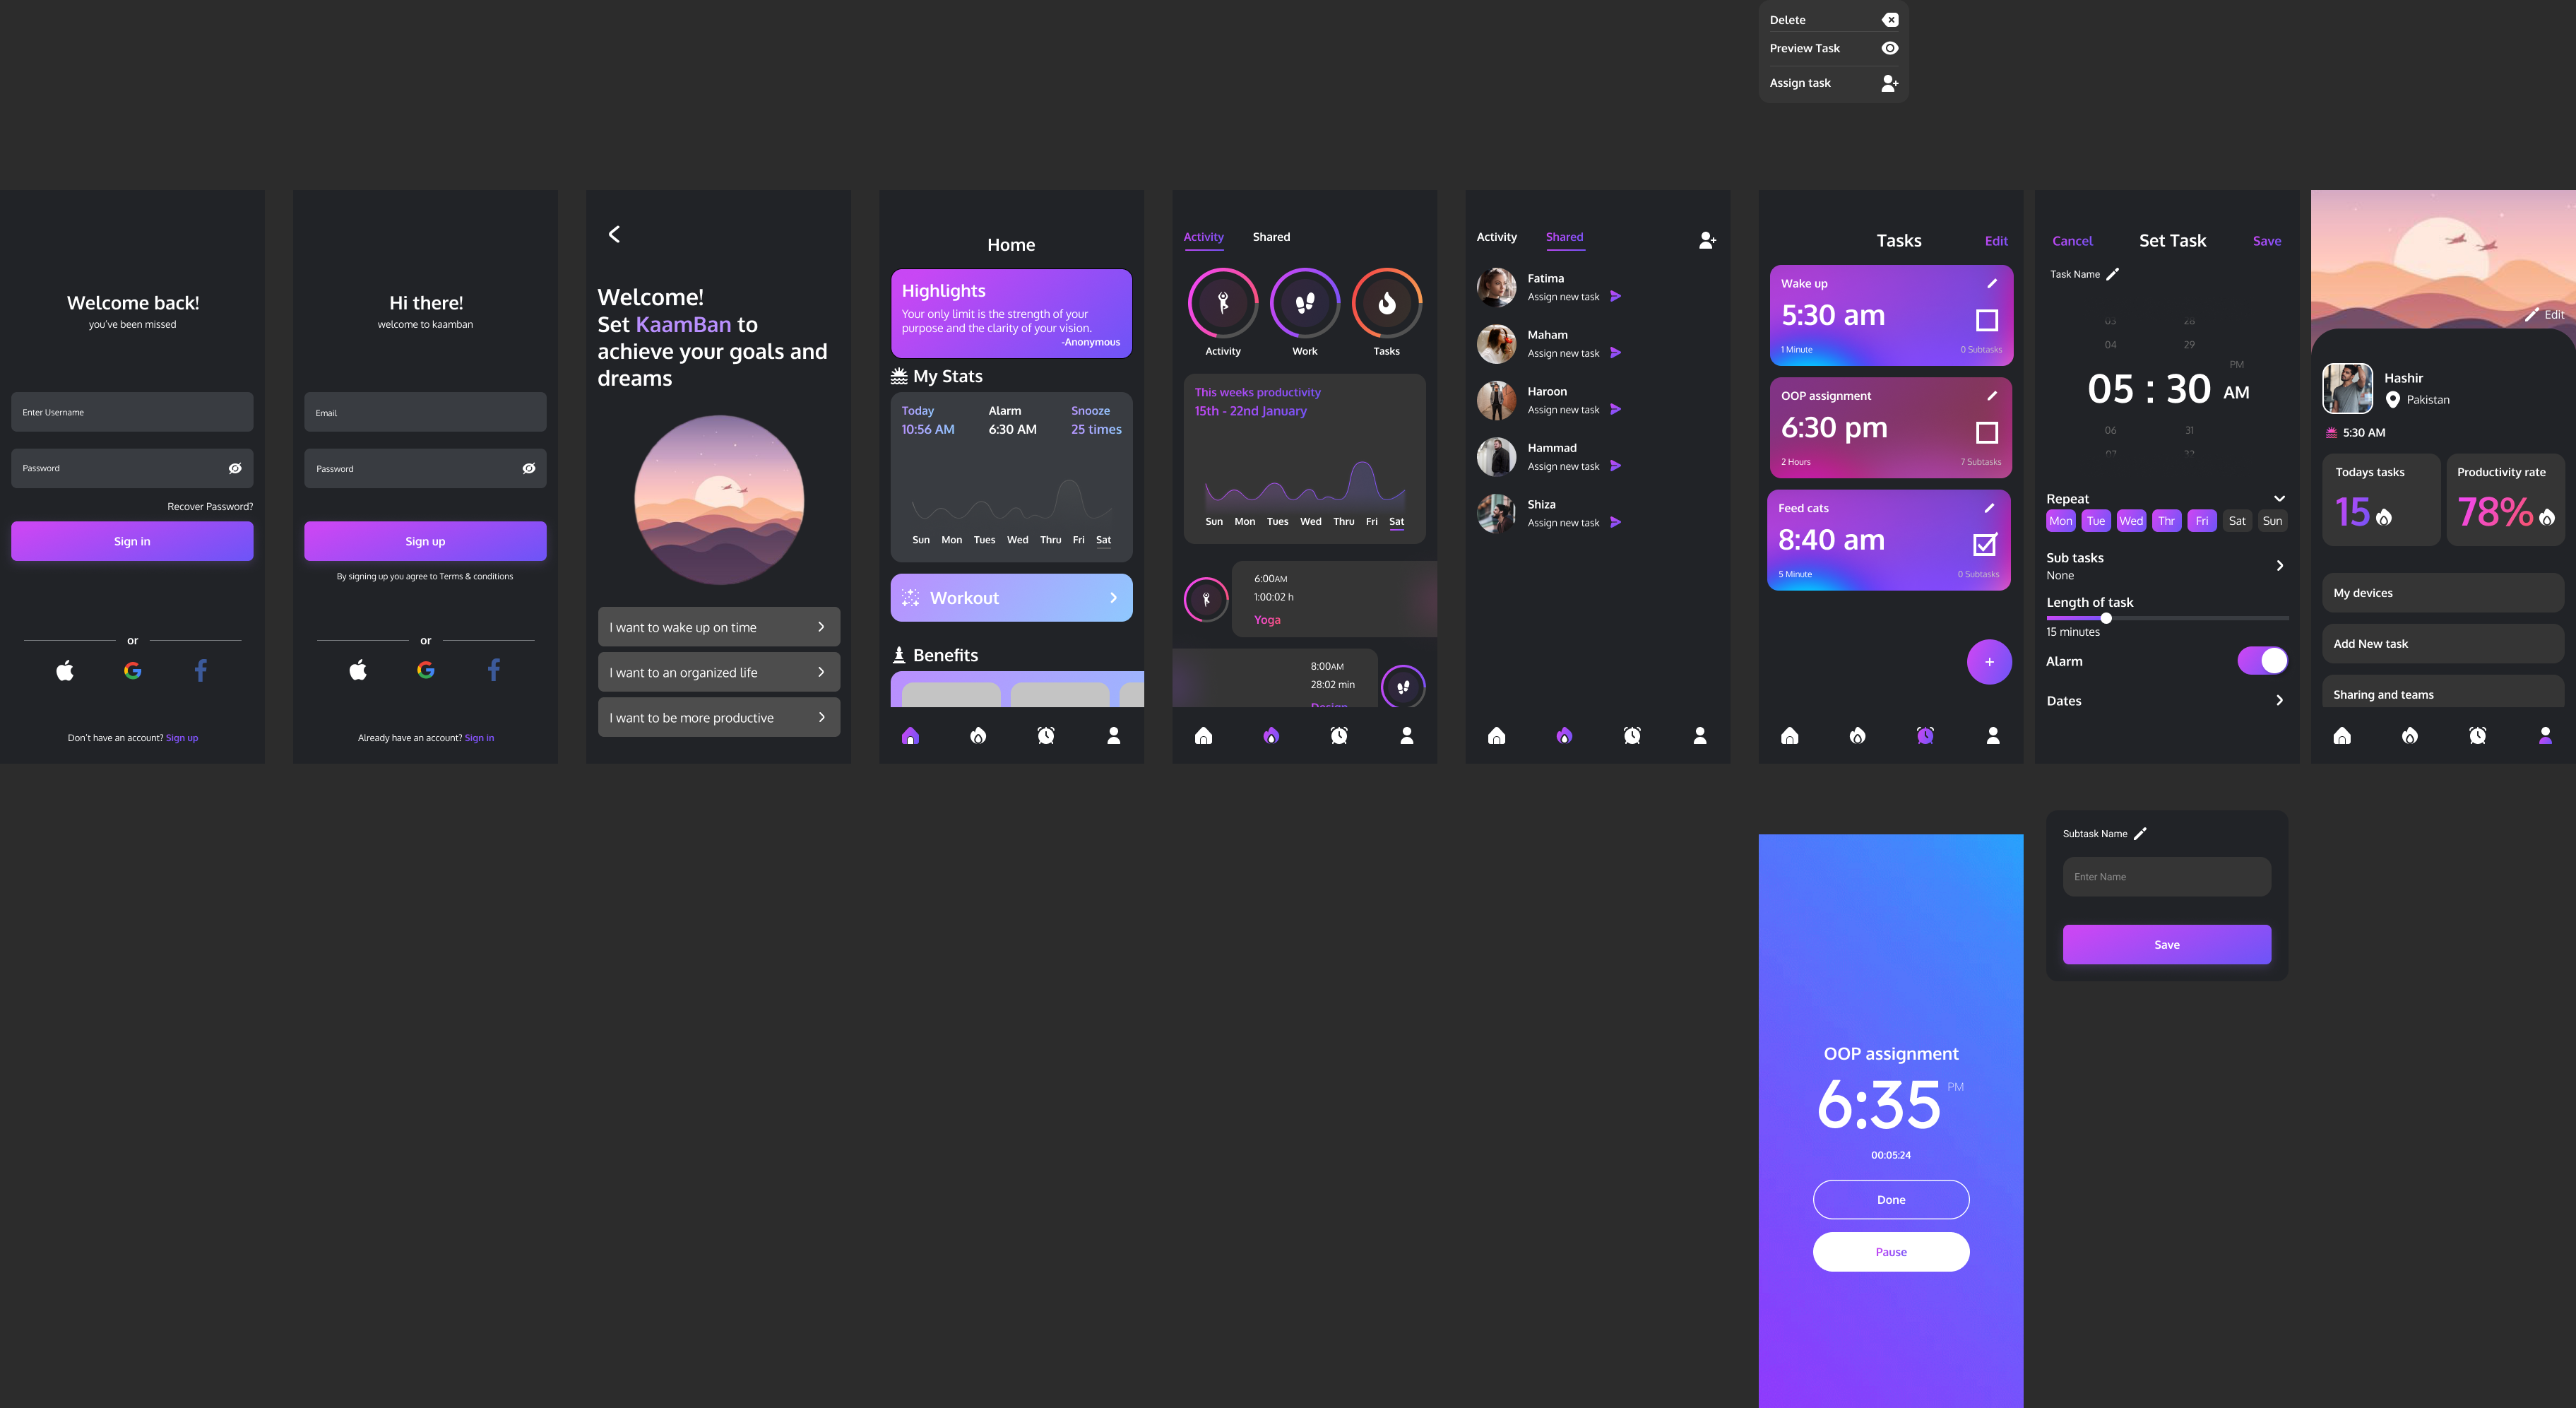 Delete
Preview Task
Assign task
Welcome back!
you've been missed
Enter Username
Password
Recover Password?
Sign in
or
Don't have an account? Sign up
Hi there!
welcome to kaamban
Email
Password
Sign up
By signing up you agree to Terms & conditions
or
Already have an account? Sign in
Welcome!
Set KaamBan to
achieve your goals and
dreams
I want to wake up on time
I want to an organized life
I want to be more productive
Home
Highlights
Your only limit is the strength of your
purpose and the clarity of your vision.
-Anonymous
My Stats
Today Alarm Snooze
10:56 AM 6:30 AM 25 times
Sun Mon Tues Wed Thru Fri Sat
Workout
Benefits
Activity Shared
Activity Work Tasks
This weeks productivity
15th - 22nd January
Sun Mon Tues Wed Thru Fri Sat
6:00AM
1:00:02 h
Yoga
8:00AM
28:02 min
Design
Activity Shared
Fatima
Assign new task
Maham
Assign new task
Haroon
Assign new task
Hammad
Assign new task
Shiza
Assign new task
Tasks Edit
Wake up
5:30 am
1 Minute 0 Subtasks
OOP assignment
6:30 pm
2 Hours 7 Subtasks
Feed cats
8:40 am
5 Minute 0 Subtasks
+
Cancel Set Task Save
Task Name
03 28
04 29
PM
05 : 30 AM
06 31
07 32
Repeat
Mon Tue Wed Thr Fri Sat Sun
Sub tasks
None
Length of task
15 minutes
Alarm
Dates
Edit
Hashir
Pakistan
5:30 AM
Todays tasks Productivity rate
15 78%
My devices
Add New task
Sharing and teams
OOP assignment
6:35 PM
00:05:24
Done
Pause
Subtask Name
Enter Name
Save